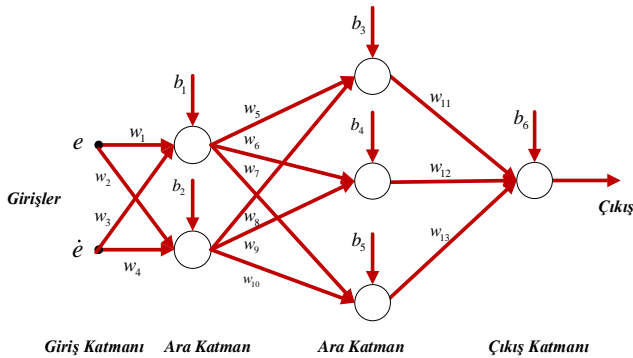 b3
b1
w5
w11
e
w1
w6
b4
b6
w2
w7
w12
Girişler
b2
w3
w8
Çıkış
ė
w4
w9
b5
w13
w10
Giriş Katmanı Ara Katman Ara Katman Çıkış Katmanı